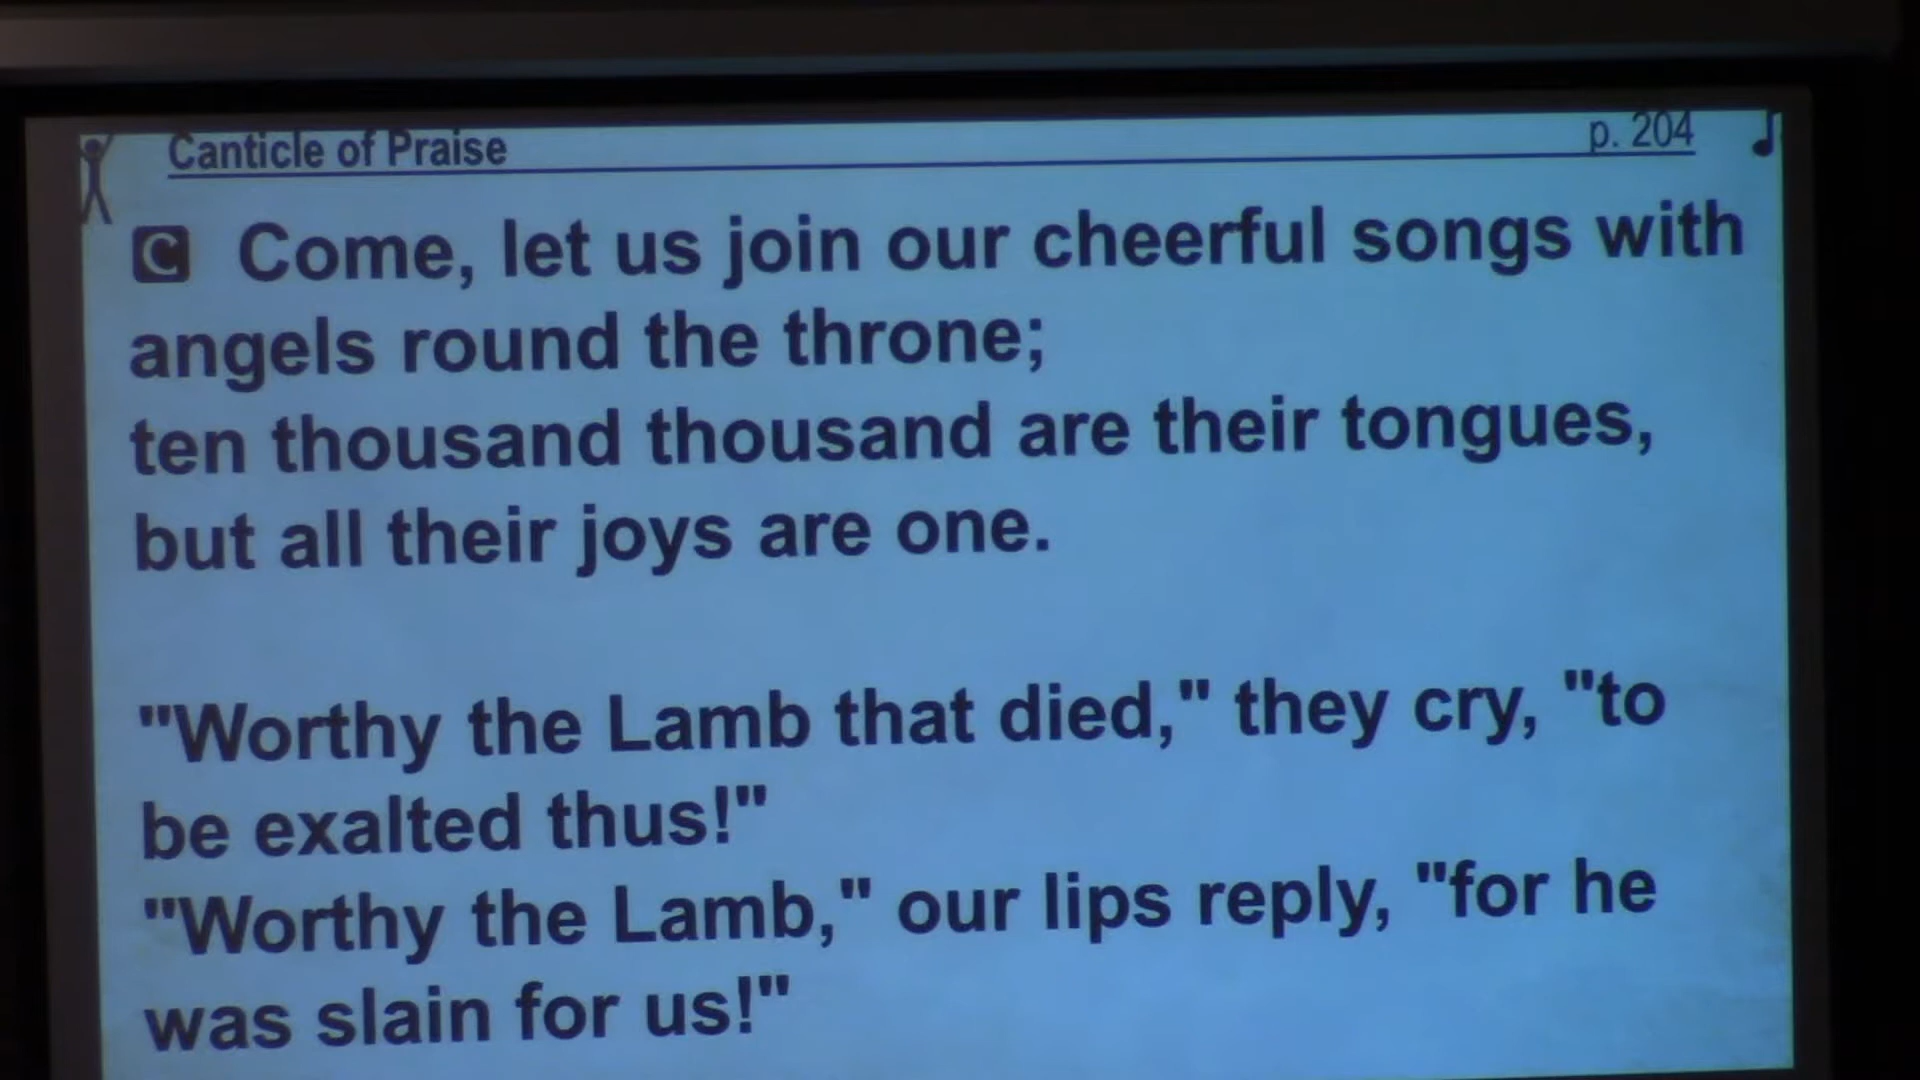 Canticle of Praise p. 204
C Come, let us join our cheerful songs with
angels round the throne;
ten thousand thousand are their tongues,
but all their joys are one.
"Worthy the Lamb that died," they cry, "to
be exalted thus!"
"Worthy the Lamb," our lips reply, "for he
was slain for us!"